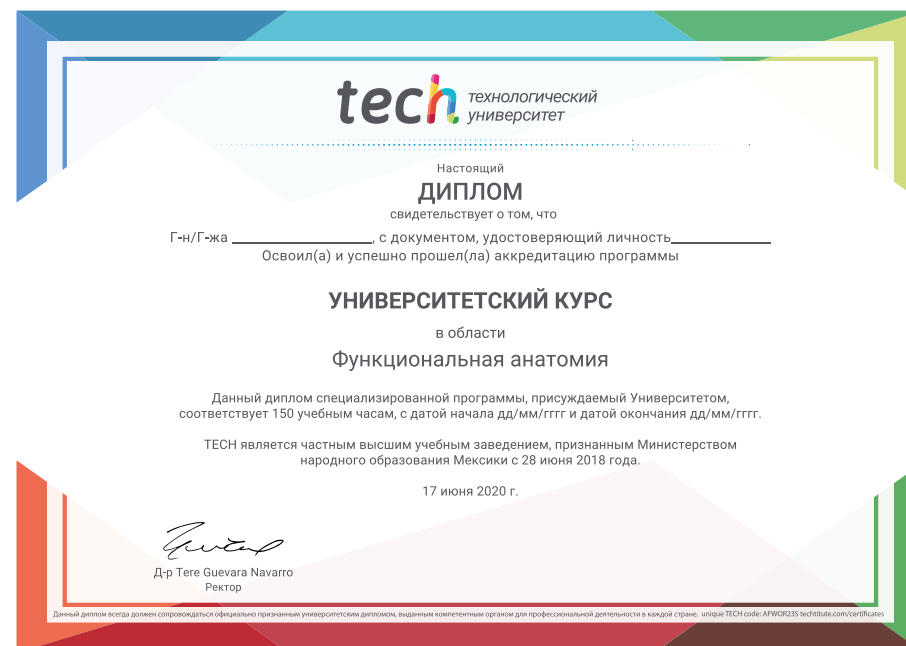 tech технологический
университет
Настоящий
ДИПЛОМ
свидетельствует о том, что
Г-н/Г-жа ____________________, с документом, удостоверяющий личность______________
Освоил(а) и успешно прошел(ла) аккредитацию программы
УНИВЕРСИТЕТСКИЙ КУРС
в области
Функциональная анатомия
Данный диплом специализированной программы, присуждаемый Университетом,
соответствует 150 учебным часам, с датой начала дд/мм/гггг и датой окончания дд/мм/гггг.
TECH является частным высшим учебным заведением, признанным Министерством
народного образования Мексики с 28 июня 2018 года.
17 июня 2020 г.
Д-р Tere Guevara Navarro
Ректор
Данный диплом всегда должен сопровождаться официально признанным университетским дипломом, выданным компетентным органом для профессиональной деятельности в каждой стране. unique TECH code: AFWOR23S techtitute.com/certificates